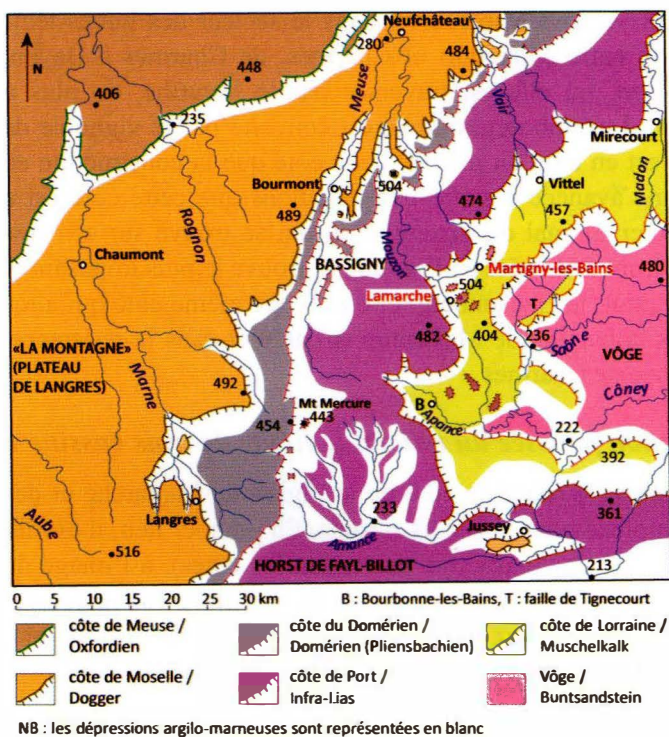 Neufchâteau
280
484
N
448
406
Meuse
Vair
235
Mirecourt
Bourmont
504
Vittel
Madon
Rognon
489
474
457
Chaumont
BASSIGNY
Mouzon
Martigny-les-Bains
480
504
Lamarche
T
«LA MONTAGNE»
(PLATEAU
DE LANGRES)
482
404
236
Saône
VÔGE
Marne
492
Mt Mercure
443
454
B
Apance
Côney
222
392
Langres
233
361
Aube
Amance
Jussey
516
HORST DE FAYL-BILLOT
213
0 5 10 15 20 25 30 km
B : Bourbonne-les-Bains, T : faille de Tignecourt
côte de Meuse /
Oxfordien
côte du Domérien /
Domérien (Pliensbachien)
côte de Lorraine /
Muschelkalk
côte de Moselle /
Dogger
côte de Port /
Infra-Lias
Vôge /
Buntsandstein
NB : les dépressions argilo-marneuses sont représentées en blanc